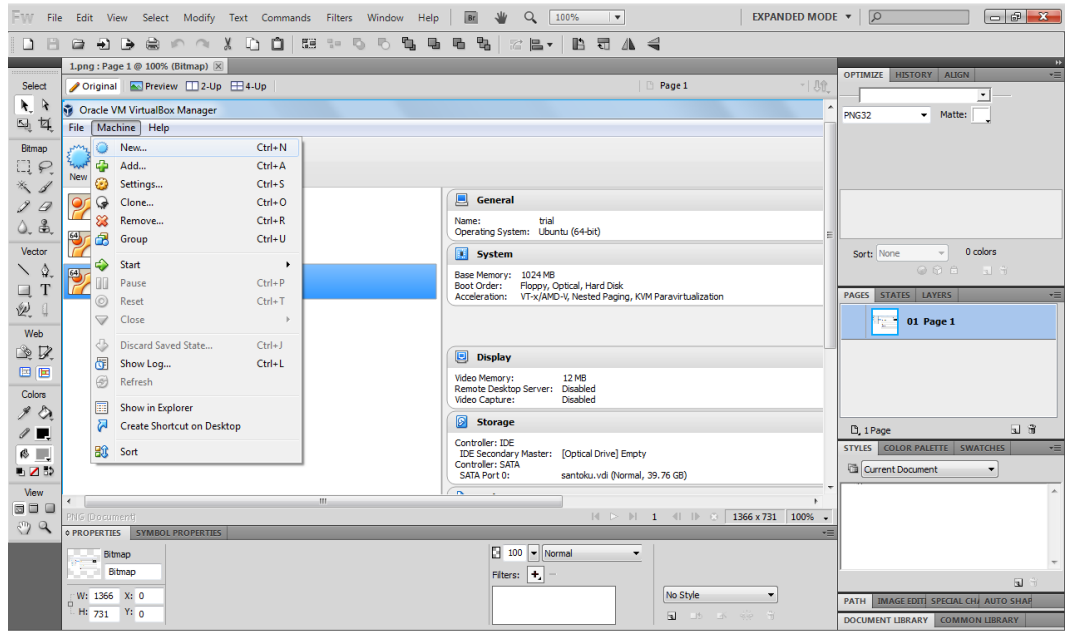 Fw File Edit View Select Modify Text Commands Filters Window Help Br 100% EXPANDED MODE
1.png : Page 1 @ 100% (Bitmap)
Original Preview 2-Up 4-Up Page 1
Select
Bitmap
Vector
Web
Colors
View
Oracle VM VirtualBox Manager
File Machine Help
New
New... Ctrl+N
Add... Ctrl+A
Settings... Ctrl+S
Clone... Ctrl+O
Remove... Ctrl+R
Group Ctrl+U
Start
Pause Ctrl+P
Reset Ctrl+T
Close
Discard Saved State... Ctrl+J
Show Log... Ctrl+L
Refresh
Show in Explorer
Create Shortcut on Desktop
Sort
64
64
General
Name: trial
Operating System: Ubuntu (64-bit)
System
Base Memory: 1024 MB
Boot Order: Floppy, Optical, Hard Disk
Acceleration: VT-x/AMD-V, Nested Paging, KVM Paravirtualization
Display
Video Memory: 12 MB
Remote Desktop Server: Disabled
Video Capture: Disabled
Storage
Controller: IDE
IDE Secondary Master: [Optical Drive] Empty
Controller: SATA
SATA Port 0: santoku.vdi (Normal, 39.76 GB)
PNG (Document) 1 1366 x 731 100%
PROPERTIES SYMBOL PROPERTIES
Bitmap
Bitmap
W: 1366 X: 0
H: 731 Y: 0
100 Normal
Filters:
No Style
OPTIMIZE HISTORY ALIGN
PNG32 Matte:
Sort: None 0 colors
PAGES STATES LAYERS
01 Page 1
1 Page
STYLES COLOR PALETTE SWATCHES
Current Document
PATH IMAGE EDITI SPECIAL CHA AUTO SHAP
DOCUMENT LIBRARY COMMON LIBRARY